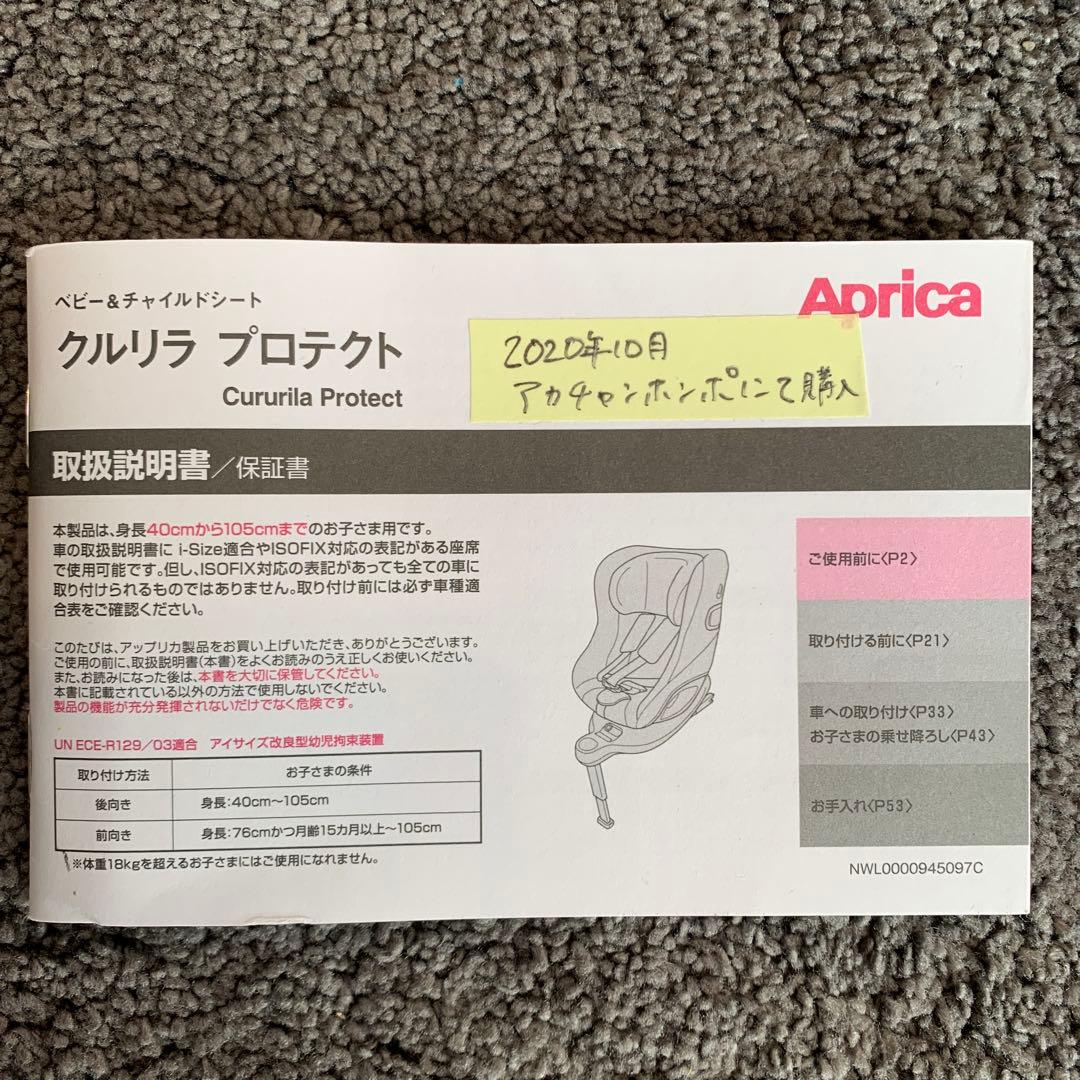 ベビー&チャイルドシート
クルリラ プロテクト
Cururila Protect
Aprica
2020年10月
アカチャンホンポにて購入
取扱説明書/保証書
本製品は、身長40cmから105cmまでのお子さま用です。
車の取扱説明書に i-Size適合やISOFIX対応の表記がある座席
で使用可能です。但し、ISOFIX対応の表記があっても全ての車に
取り付けられるものではありません。取り付け前には必ず車種適
合表をご確認ください。
このたびは、アップリカ製品をお買い上げいただき、ありがとうございます。
ご使用の前に、取扱説明書(本書)をよくお読みのうえ正しくお使いください。
また、お読みになった後は、本書を大切に保管してください。
本書に記載されている以外の方法で使用しないでください。
製品の機能が充分発揮されないだけでなく危険です。
UN ECE-R129/03適合 アイサイズ改良型幼児拘束装置
取り付け方法 お子さまの条件
後向き 身長:40cm〜105cm
前向き 身長:76cmかつ月齢15カ月以上〜105cm
※体重18kgを超えるお子さまにはご使用になれません。
ご使用前に〈P2〉
取り付ける前に〈P21〉
車への取り付け〈P33〉
お子さまの乗せ降ろし〈P43〉
お手入れ〈P53〉
NWL0000945097C